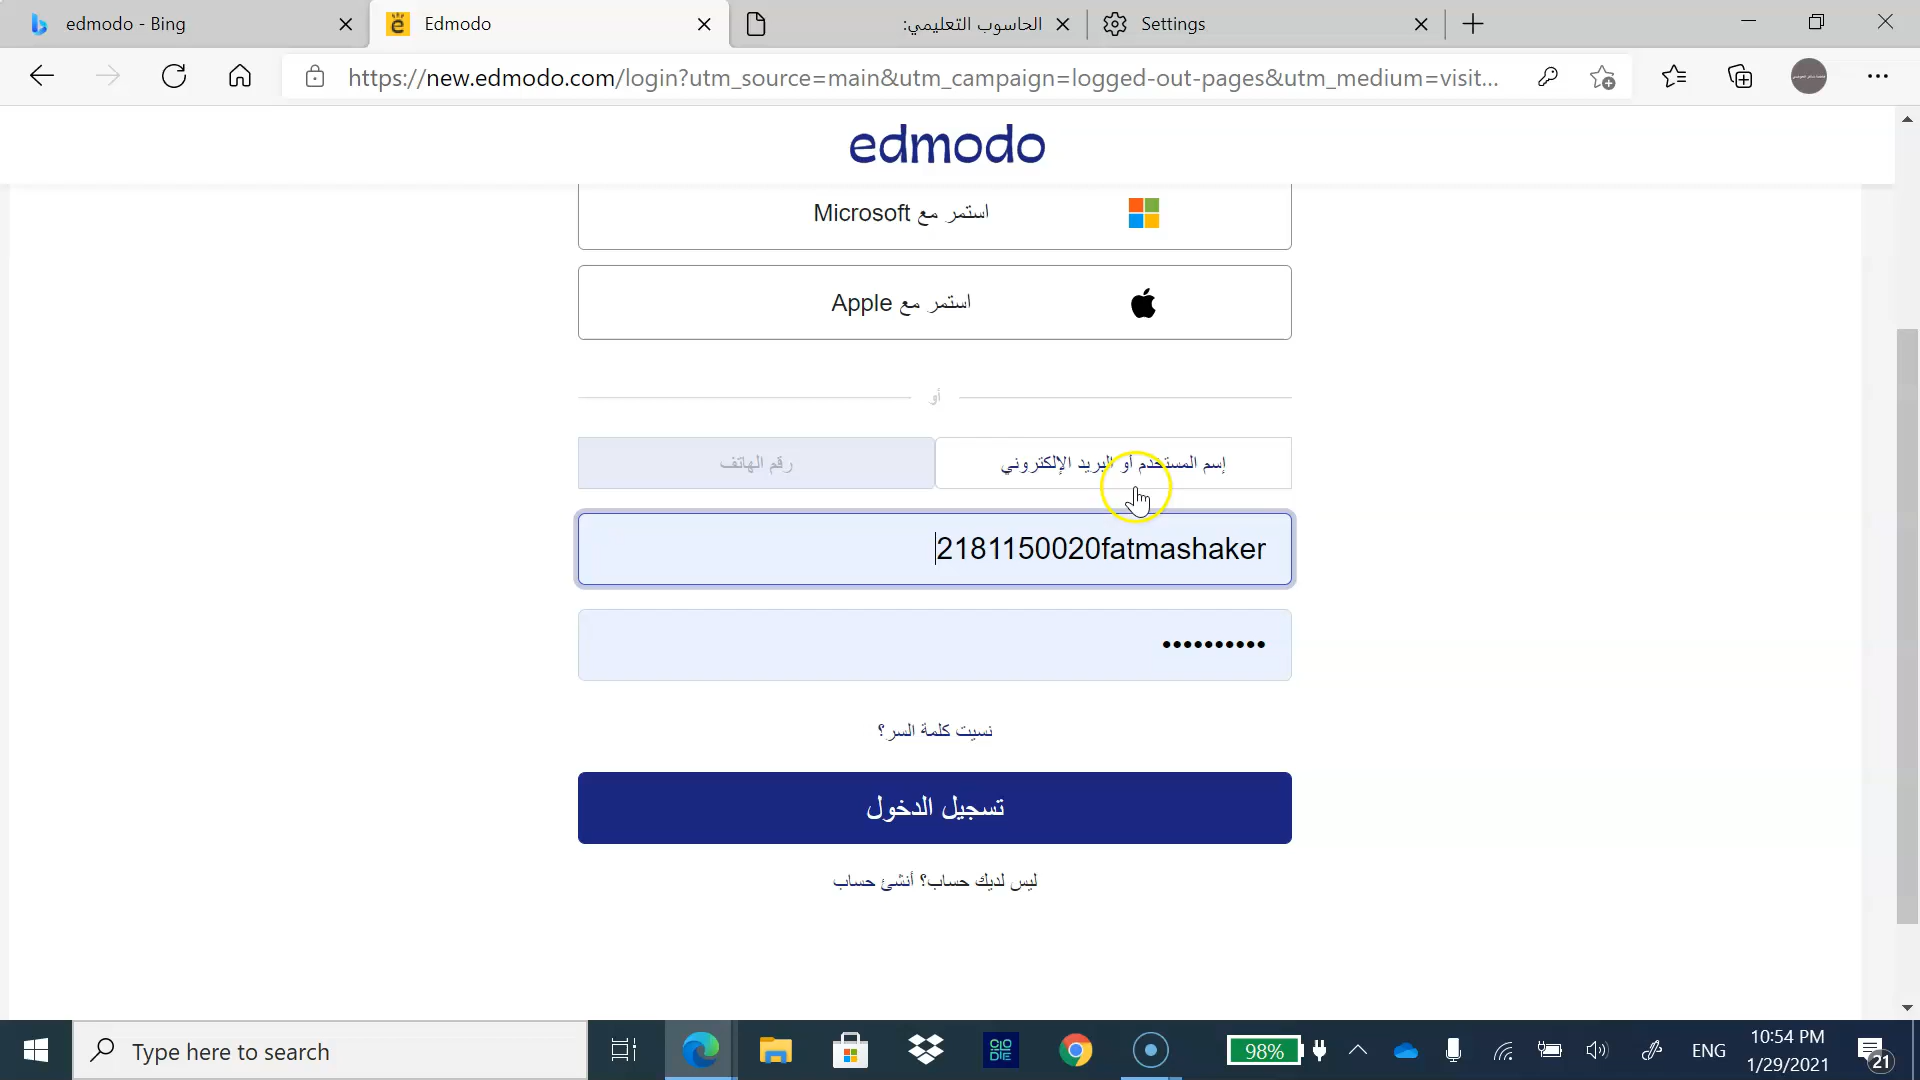 edmodo - Bing
Edmodo
الحاسوب التعليمي:
Settings
https://new.edmodo.com/login?utm_source=main&utm_campaign=logged-out-pages&utm_medium=visit...
edmodo
استمر مع Microsoft
استمر مع Apple
أو
إسم المستخدم أو البريد الإلكتروني
رقم الهاتف
2181150020fatmashaker
••••••••••
نسيت كلمة السر؟
تسجيل الدخول
ليس لديك حساب؟ أنشئ حساب
Type here to search
98%
ENG
10:54 PM
1/29/2021
21